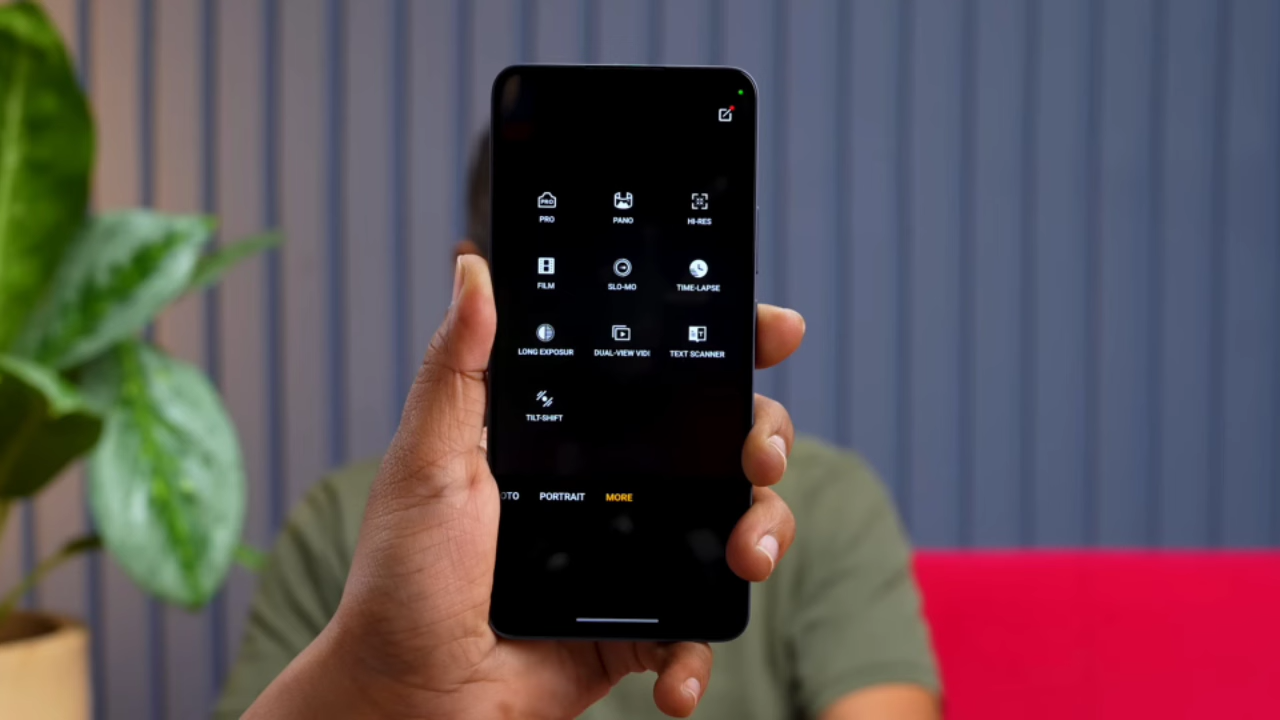 PRO PANO HI-RES
FILM SLO-MO TIME-LAPSE
LONG EXPOSUR DUAL-VIEW VID TEXT SCANNER
TILT-SHIFT
OTO PORTRAIT MORE